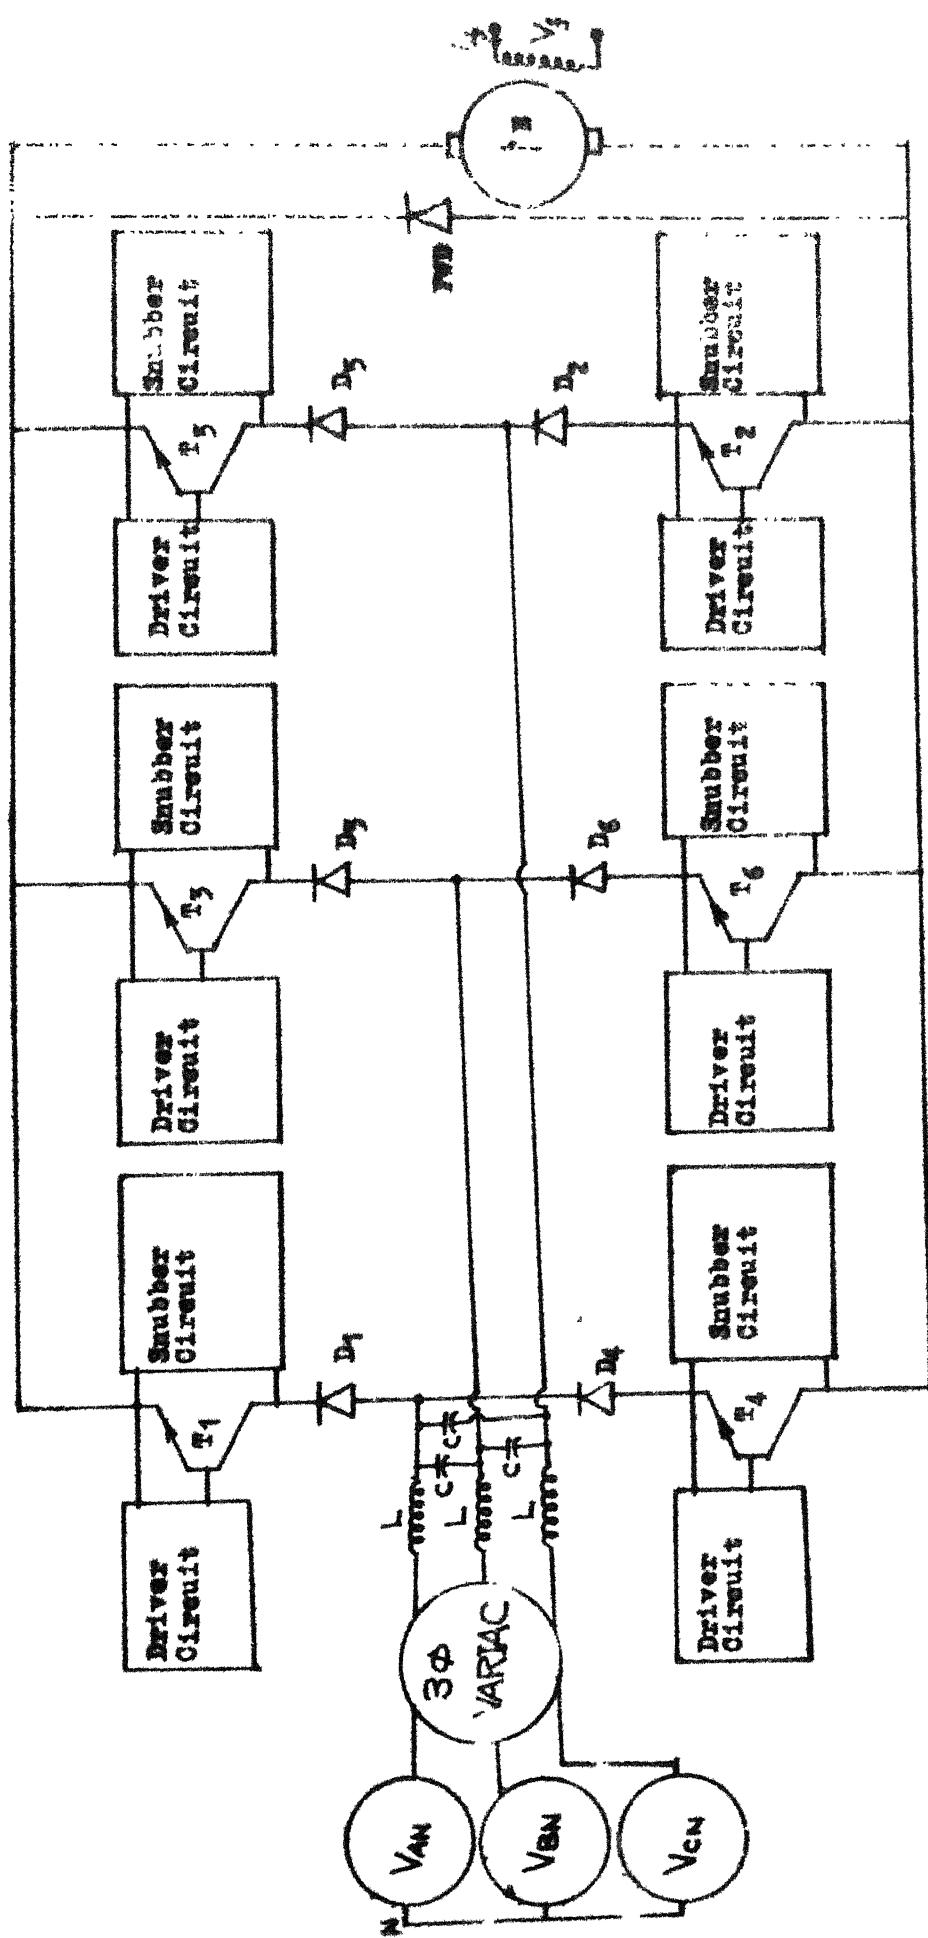 Driver
Circuit
T1
Snubber
Circuit
Driver
Circuit
T3
Snubber
Circuit
Driver
Circuit
T5
Snubber
Circuit
D1
D3
D5
FWD
Vf
N
VAN
VBN
VCN
3Φ
VARIAC
L
L
L
C
C
C
D4
D6
D2
Driver
Circuit
T4
Snubber
Circuit
Driver
Circuit
T6
Snubber
Circuit
Driver
Circuit
T2
Snubber
Circuit